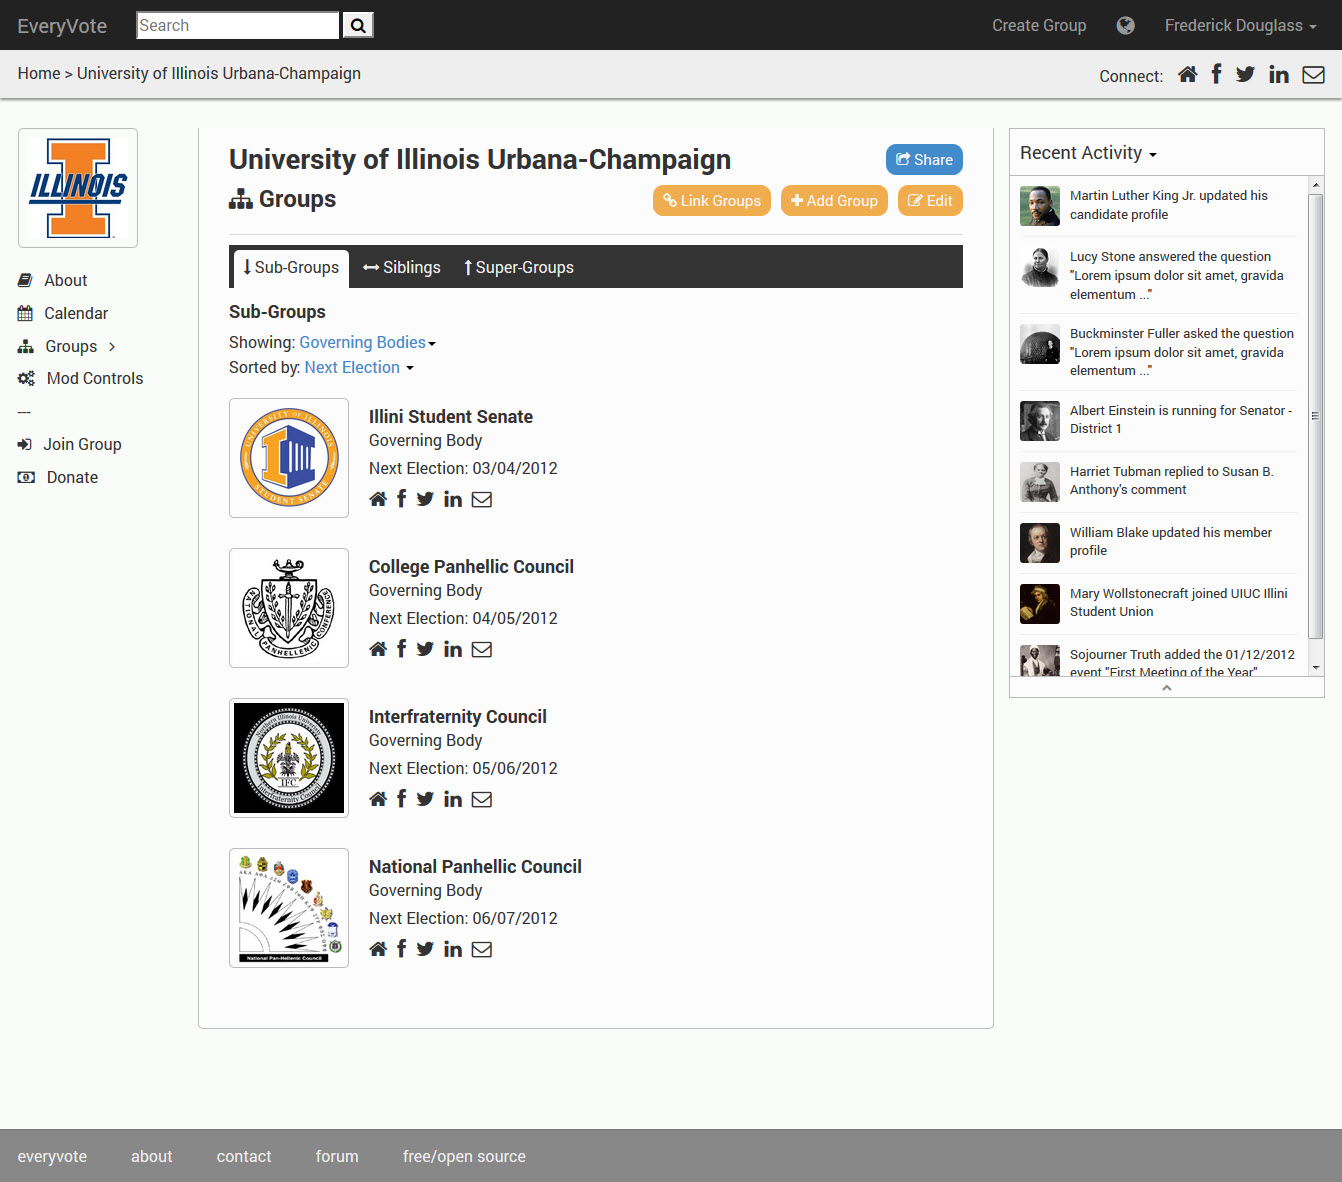 EveryVote
Search
Create Group
Frederick Douglass
Home > University of Illinois Urbana-Champaign
Connect:
ILLINOIS
About
Calendar
Groups
Mod Controls
---
Join Group
Donate
University of Illinois Urbana-Champaign
Share
Groups
Link Groups
Add Group
Edit
Sub-Groups
Siblings
Super-Groups
Sub-Groups
Showing: Governing Bodies
Sorted by: Next Election
UNIVERSITY OF ILLINOIS
STUDENT SENATE
Illini Student Senate
Governing Body
Next Election: 03/04/2012
NATIONAL PANHELLENIC CONFERENCE
College Panhellic Council
Governing Body
Next Election: 04/05/2012
Northern Illinois University
IFC
Interfraternity Council
Interfraternity Council
Governing Body
Next Election: 05/06/2012
National Pan-Hellenic Council
National Panhellic Council
Governing Body
Next Election: 06/07/2012
Recent Activity
Martin Luther King Jr. updated his
candidate profile
Lucy Stone answered the question
"Lorem ipsum dolor sit amet, gravida
elementum ..."
Buckminster Fuller asked the question
"Lorem ipsum dolor sit amet, gravida
elementum ..."
Albert Einstein is running for Senator -
District 1
Harriet Tubman replied to Susan B.
Anthony's comment
William Blake updated his member
profile
Mary Wollstonecraft joined UIUC Illini
Student Union
Sojourner Truth added the 01/12/2012
event "First Meeting of the Year"
everyvote
about
contact
forum
free/open source